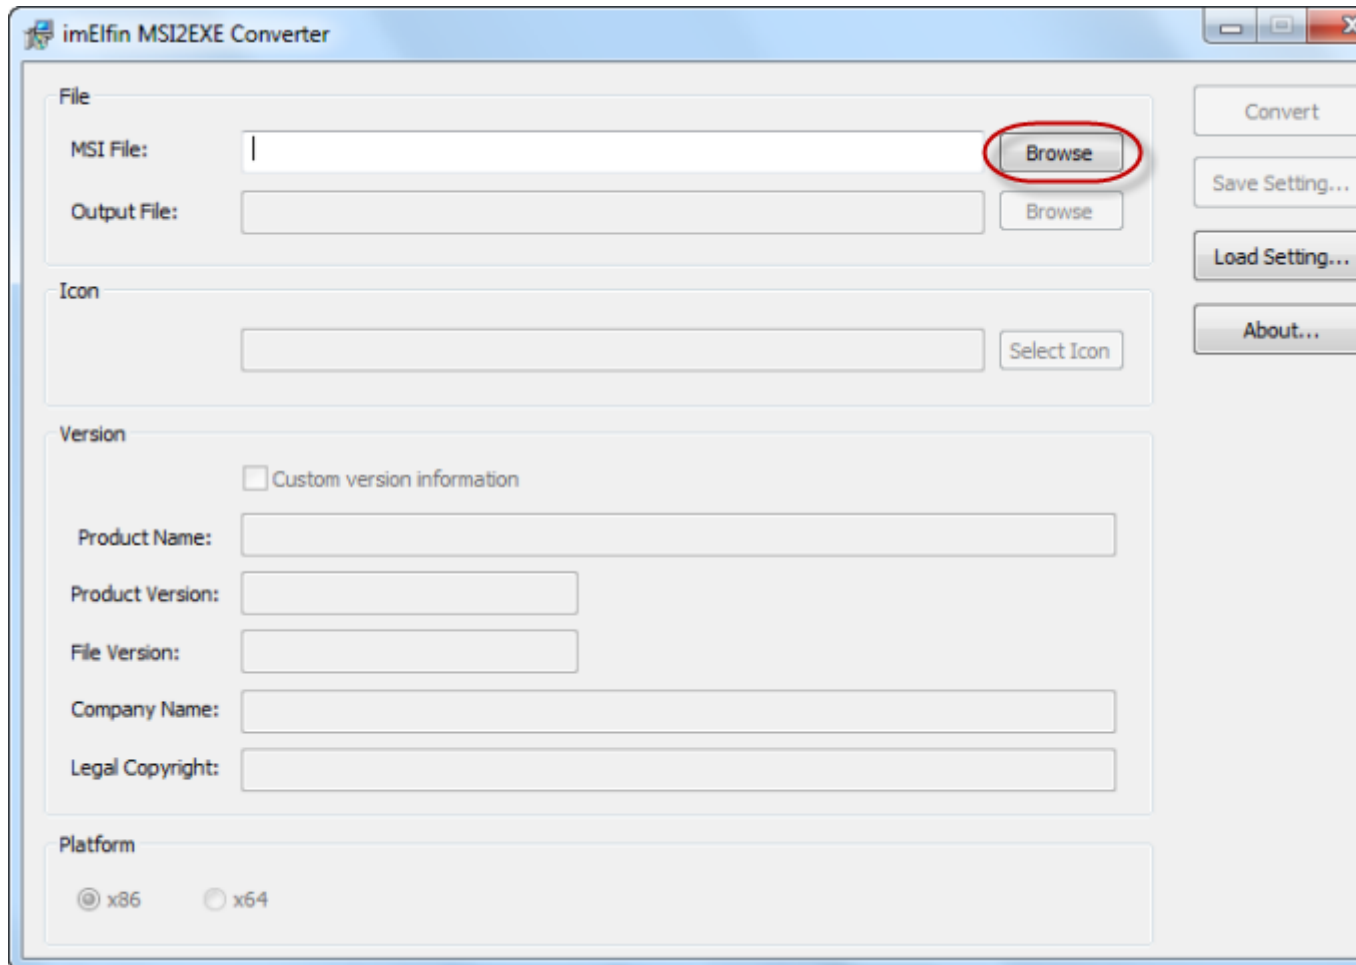 imElfin MSI2EXE Converter
File
MSI File:
Browse
Output File:
Browse
Icon
Select Icon
Version
Custom version information
Product Name:
Product Version:
File Version:
Company Name:
Legal Copyright:
Platform
x86 x64
Convert
Save Setting...
Load Setting...
About...